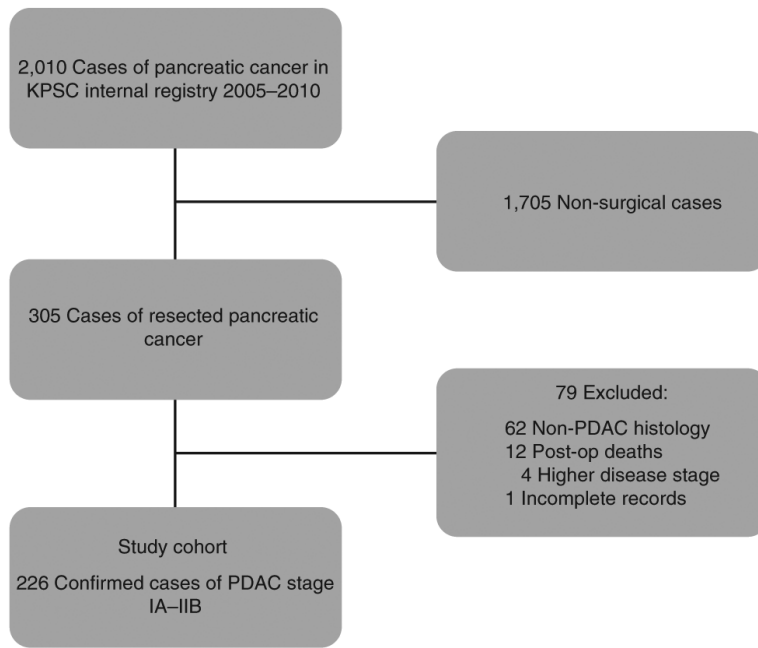 2,010 Cases of pancreatic cancer in
KPSC internal registry 2005–2010
1,705 Non-surgical cases
305 Cases of resected pancreatic
cancer
79 Excluded:
62 Non-PDAC histology
12 Post-op deaths
4 Higher disease stage
1 Incomplete records
Study cohort
226 Confirmed cases of PDAC stage
IA–IIB